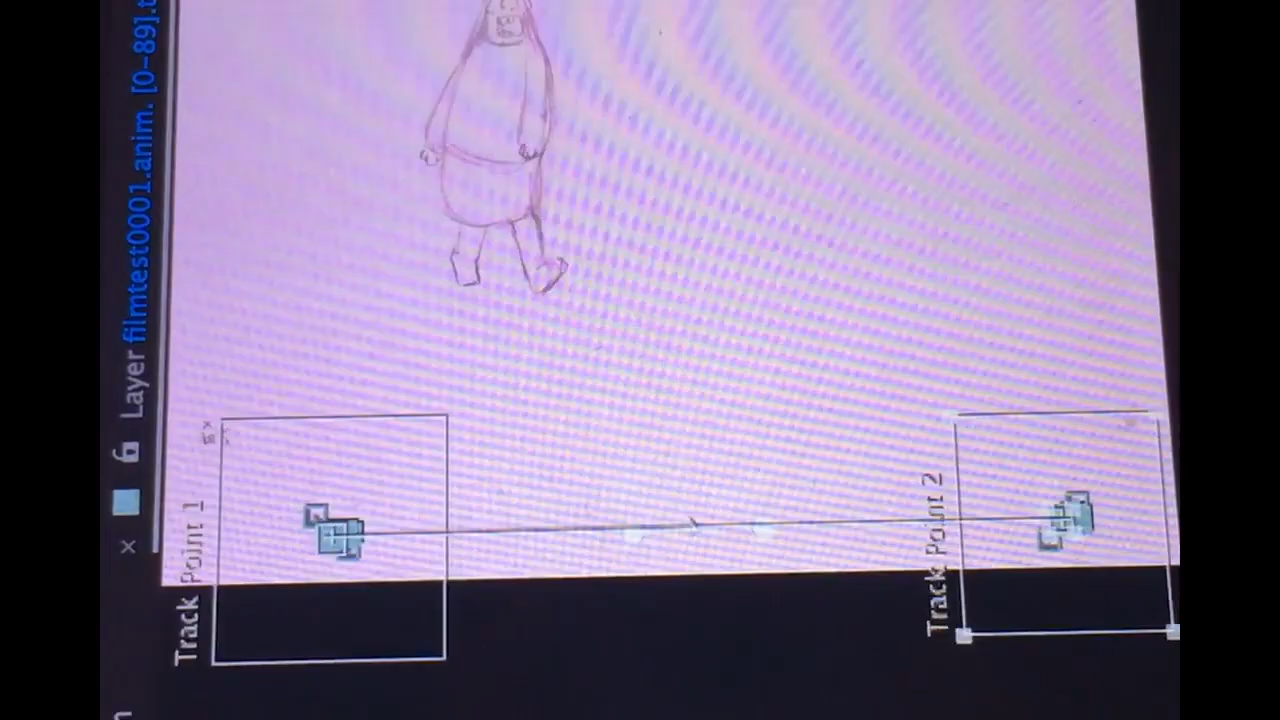 Layer filmtest0001.anim. [0-89].t
Track Point 1
Track Point 2